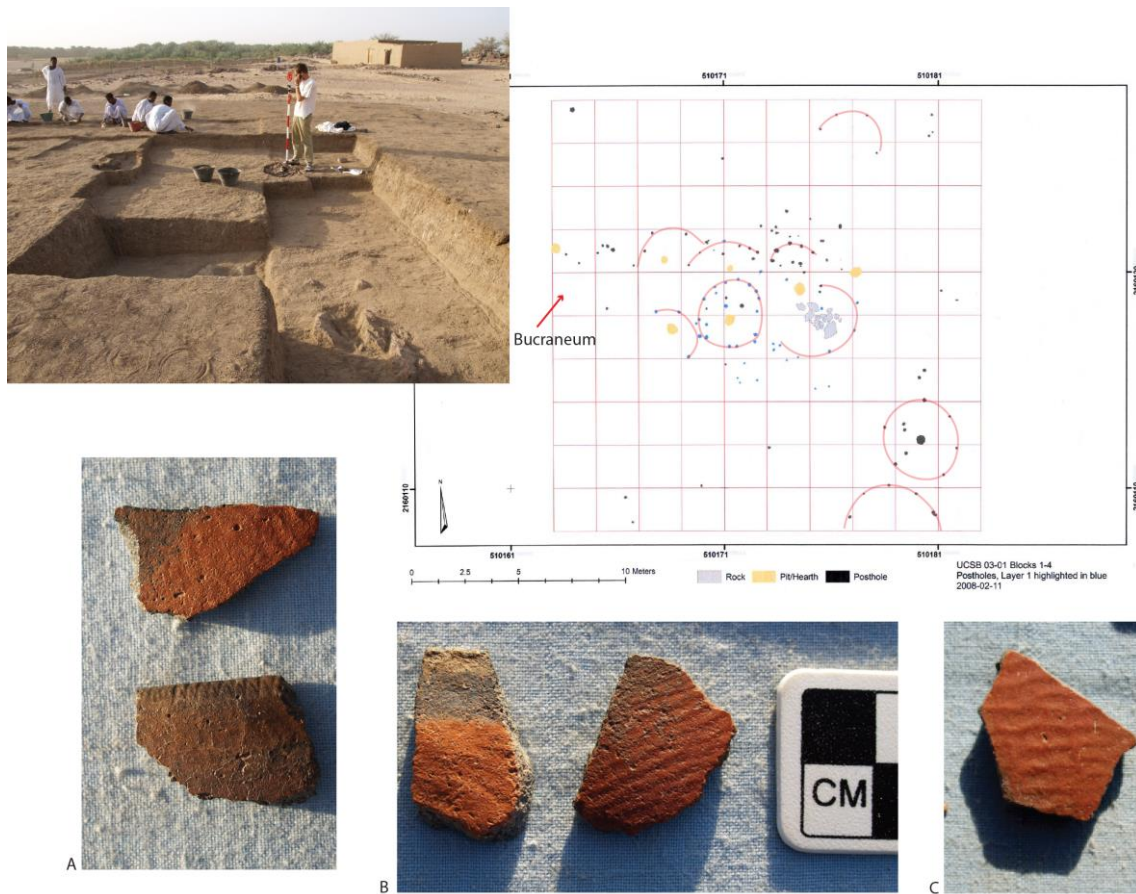 510171
510181
Bucraneum
N
2160110
510161
510171
510181
0 2.5 5 10 Meters
Rock
Pit/Hearth
Posthole
UCSB 03-01 Blocks 1-4
Postholes, Layer 1 highlighted in blue
2008-02-11
A
B
CM
C